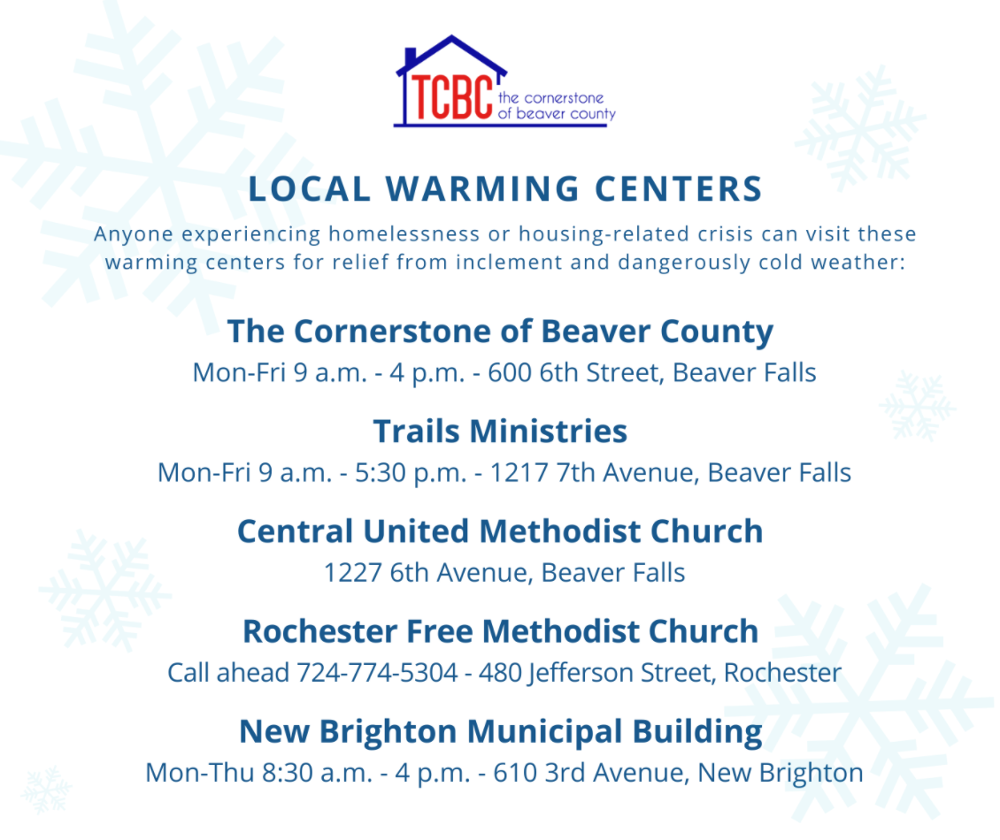 TCBC the cornerstone
of beaver county
LOCAL WARMING CENTERS
Anyone experiencing homelessness or housing-related crisis can visit these
warming centers for relief from inclement and dangerously cold weather:
The Cornerstone of Beaver County
Mon-Fri 9 a.m. - 4 p.m. - 600 6th Street, Beaver Falls
Trails Ministries
Mon-Fri 9 a.m. - 5:30 p.m. - 1217 7th Avenue, Beaver Falls
Central United Methodist Church
1227 6th Avenue, Beaver Falls
Rochester Free Methodist Church
Call ahead 724-774-5304 - 480 Jefferson Street, Rochester
New Brighton Municipal Building
Mon-Thu 8:30 a.m. - 4 p.m. - 610 3rd Avenue, New Brighton